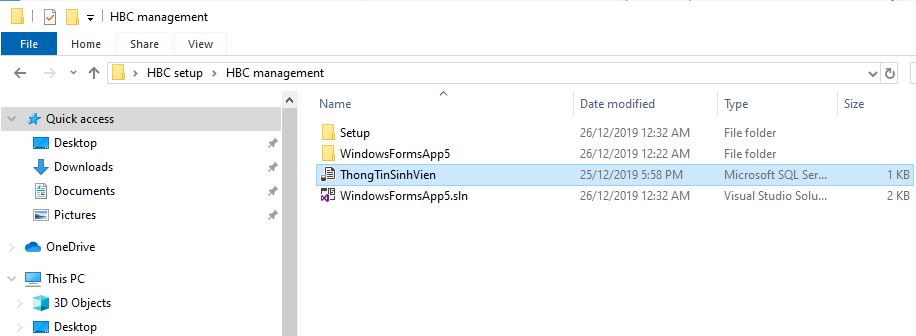 HBC management
File Home Share View
HBC setup HBC management
Name Date modified Type Size
Quick access
Desktop
Downloads
Documents
Pictures
OneDrive
This PC
3D Objects
Desktop
Setup 26/12/2019 12:32 AM File folder
WindowsFormsApp5 26/12/2019 12:22 AM File folder
ThongTinSinhVien 25/12/2019 5:58 PM Microsoft SQL Ser... 1 KB
WindowsFormsApp5.sln 26/12/2019 12:32 AM Visual Studio Solu... 2 KB